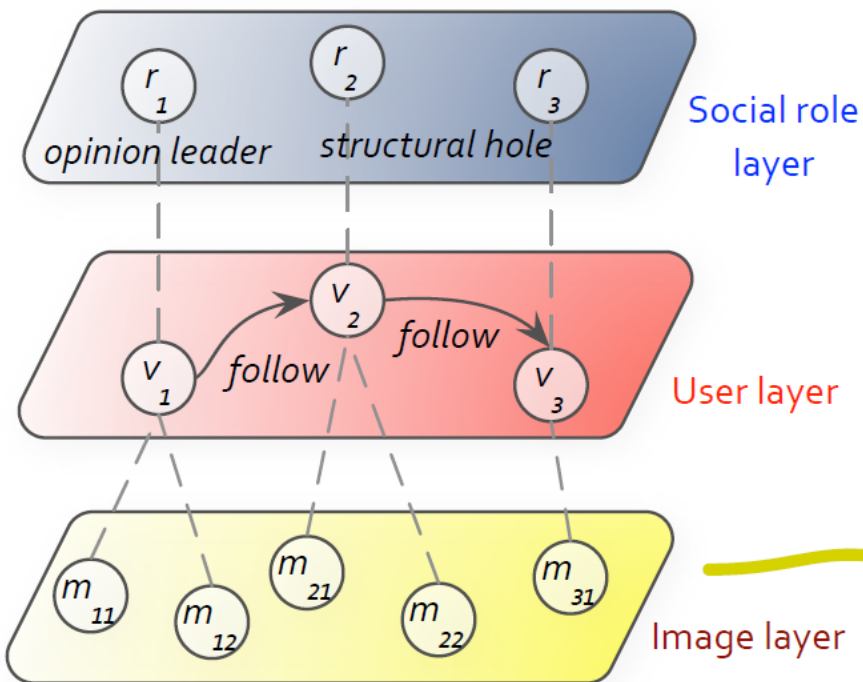 r1 r2 r3
opinion leader structural hole
Social role
layer
v2
follow
v1 follow v3
User layer
m21 m31
m11 m12 m22
Image layer